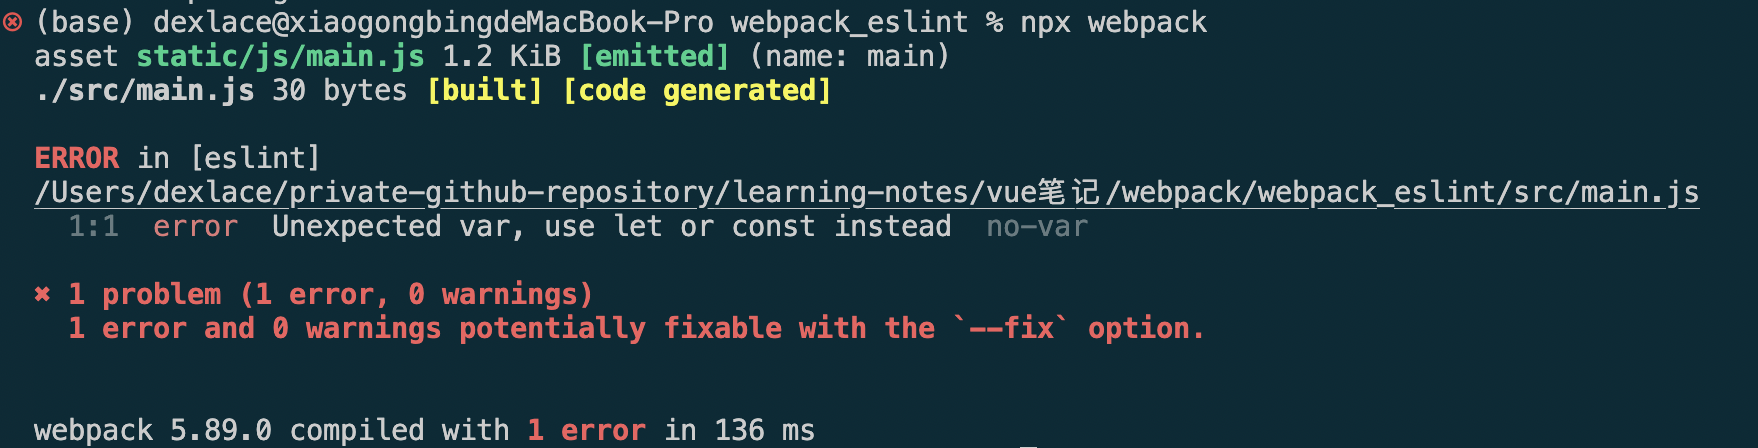 (base) dexlace@xiaogongbingdeMacBook-Pro webpack_eslint % npx webpack
asset static/js/main.js 1.2 KiB [emitted] (name: main)
./src/main.js 30 bytes [built] [code generated]
ERROR in [eslint]
/Users/dexlace/private-github-repository/learning-notes/vue笔记/webpack/webpack_eslint/src/main.js
1:1 error Unexpected var, use let or const instead no-var
✖ 1 problem (1 error, 0 warnings)
1 error and 0 warnings potentially fixable with the `--fix` option.
webpack 5.89.0 compiled with 1 error in 136 ms